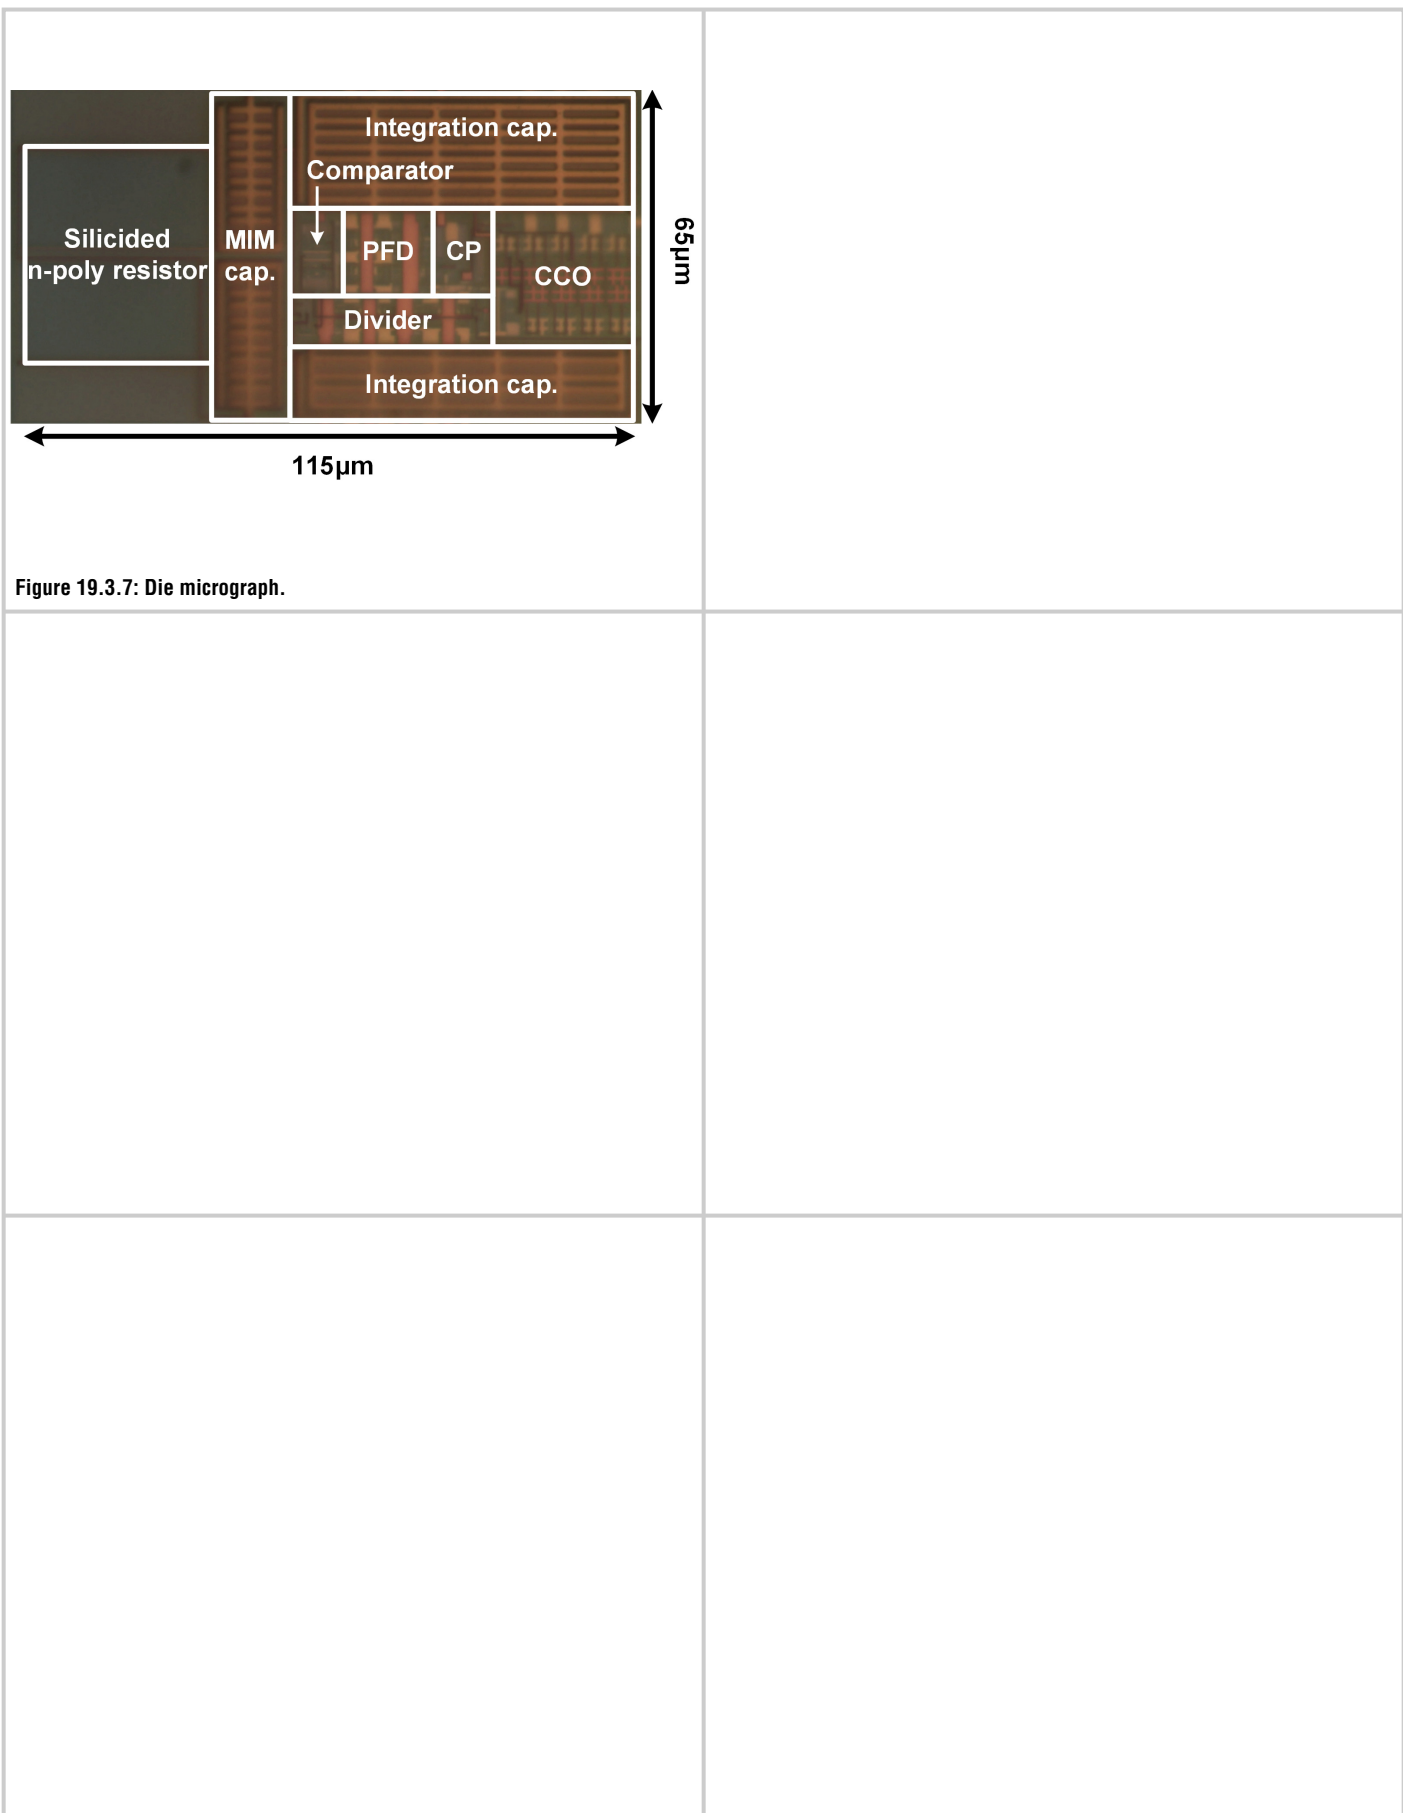 Integration cap.
Comparator
Silicided
n-poly resistor
MIM
cap.
PFD
CP
CCO
Divider
Integration cap.
65µm
115µm
Figure 19.3.7: Die micrograph.